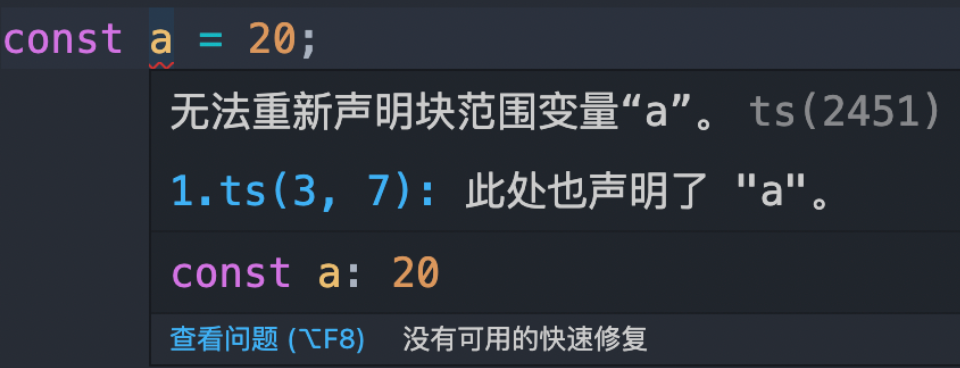 const a = 20;
无法重新声明块范围变量“a”。 ts(2451)
1.ts(3, 7): 此处也声明了 "a"。
const a: 20
查看问题 (⌥F8) 没有可用的快速修复